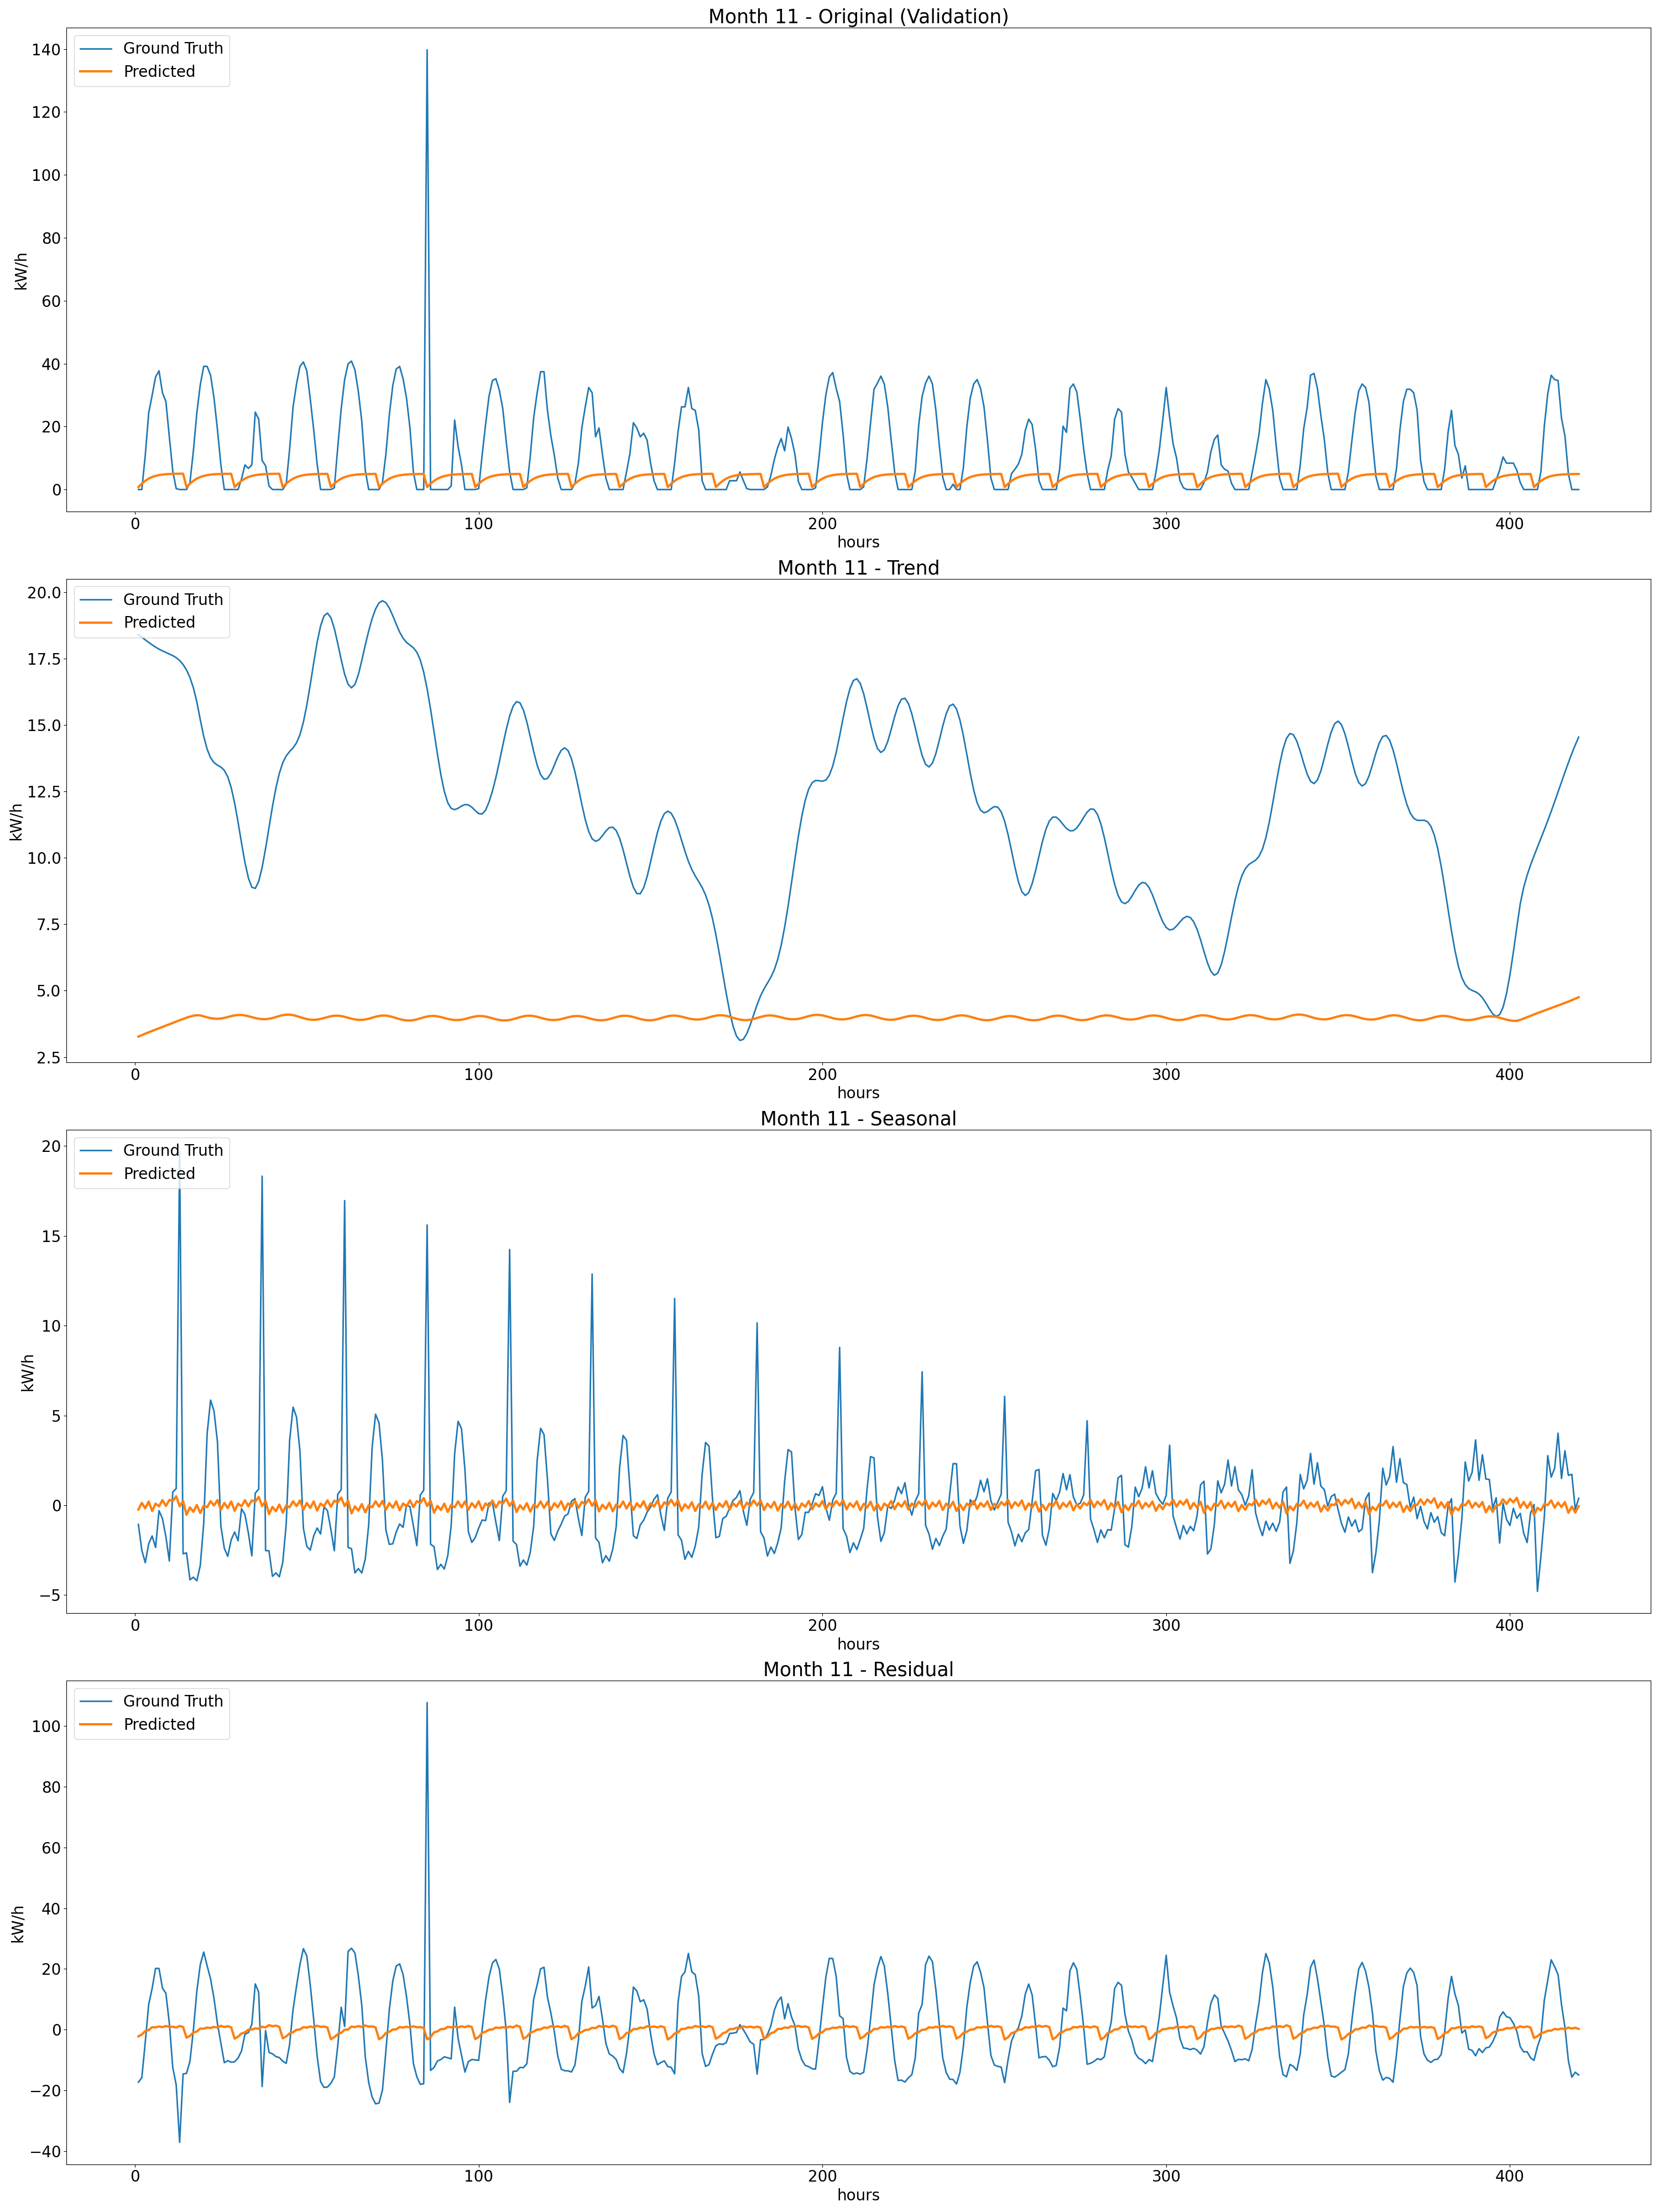 Month 11 - Original (Validation)
Ground Truth
Predicted
140
120
100
80
60
40
20
0
kW/h
0 100 200 300 400
hours
Month 11 - Trend
Ground Truth
Predicted
20.0
17.5
15.0
12.5
10.0
7.5
5.0
2.5
kW/h
0 100 200 300 400
hours
Month 11 - Seasonal
Ground Truth
Predicted
20
15
10
5
0
−5
kW/h
0 100 200 300 400
hours
Month 11 - Residual
Ground Truth
Predicted
100
80
60
40
20
0
−20
−40
kW/h
0 100 200 300 400
hours